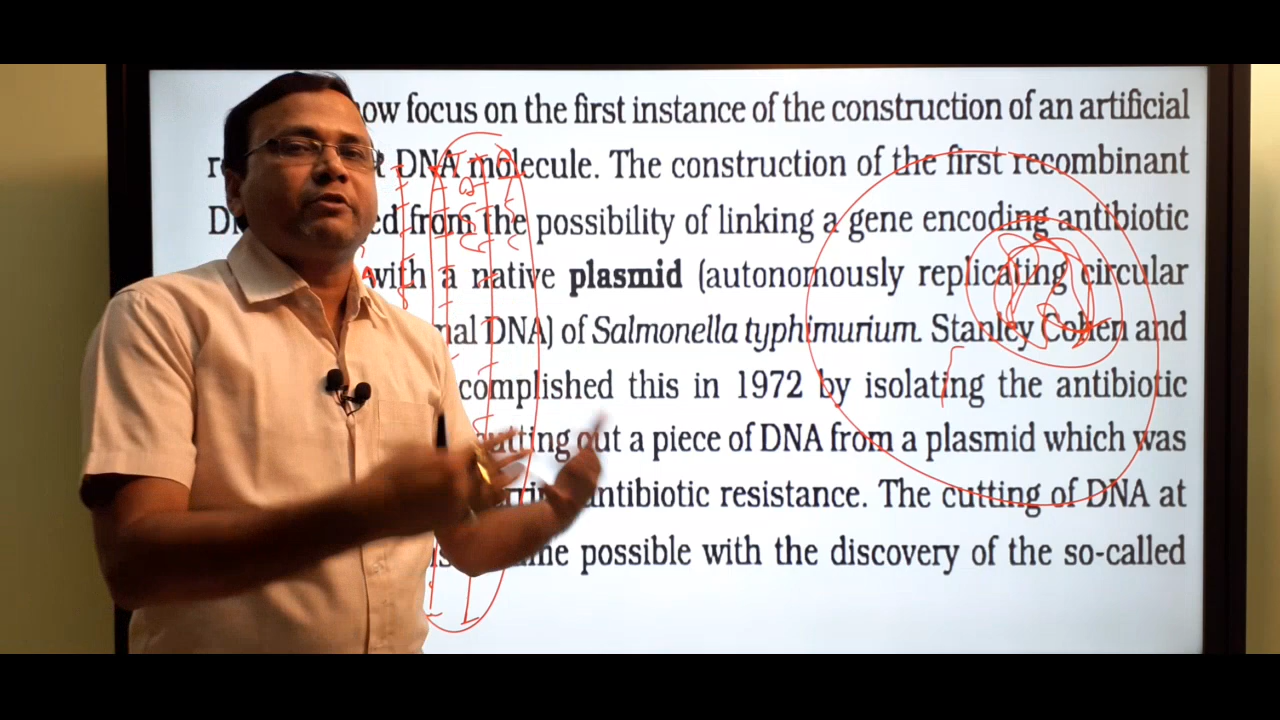 ow focus on the first instance of the construction of an artificial
DNA molecule. The construction of the first recombinant
from the possibility of linking a gene encoding antibiotic
with a native plasmid (autonomously replicating circular
DNA) of Salmonella typhimurium. Stanley Cohen and
complished this in 1972 by isolating the antibiotic
cutting out a piece of DNA from a plasmid which was
antibiotic resistance. The cutting of DNA at
possible with the discovery of the so-called